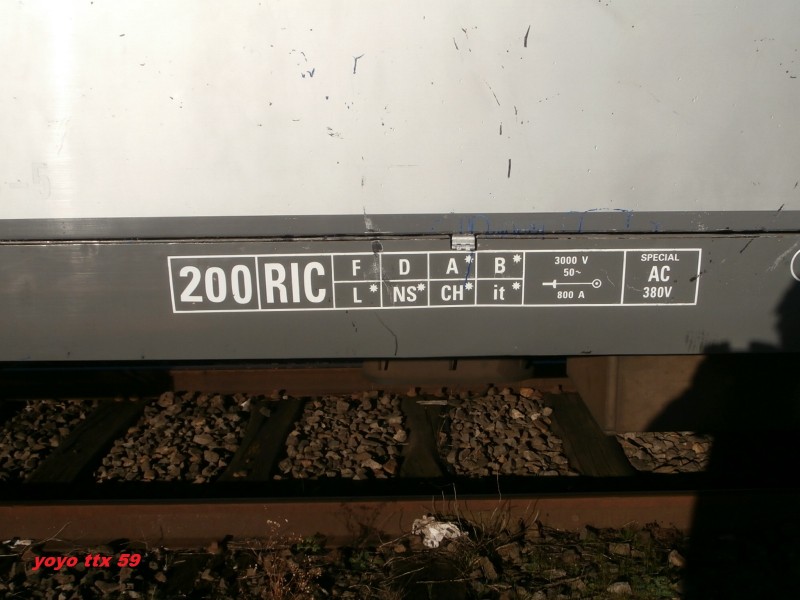 200 RIC F D A* B* 3000 V SPECIAL
50~ AC
L* NS* CH* it* 800 A 380V
yoyo ttx 59